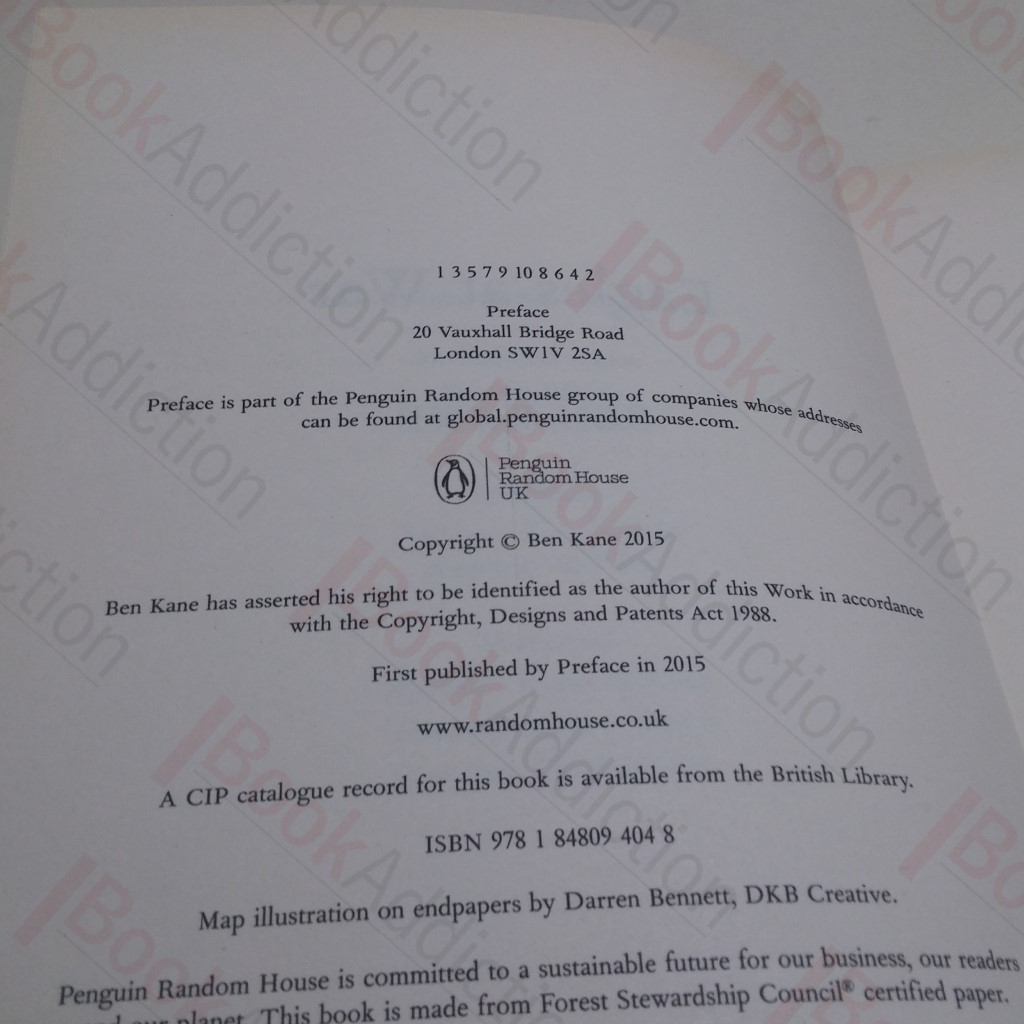 1 3 5 7 9 10 8 6 4 2
Preface
20 Vauxhall Bridge Road
London SW1V 2SA
Preface is part of the Penguin Random House group of companies whose addresses
can be found at global.penguinrandomhouse.com.
Penguin
Random House
UK
Copyright © Ben Kane 2015
Ben Kane has asserted his right to be identified as the author of this Work in accordance
with the Copyright, Designs and Patents Act 1988.
First published by Preface in 2015
www.randomhouse.co.uk
A CIP catalogue record for this book is available from the British Library.
ISBN 978 1 84809 404 8
Map illustration on endpapers by Darren Bennett, DKB Creative.
Penguin Random House is committed to a sustainable future for our business, our readers
our planet. This book is made from Forest Stewardship Council® certified paper.
BookAddiction